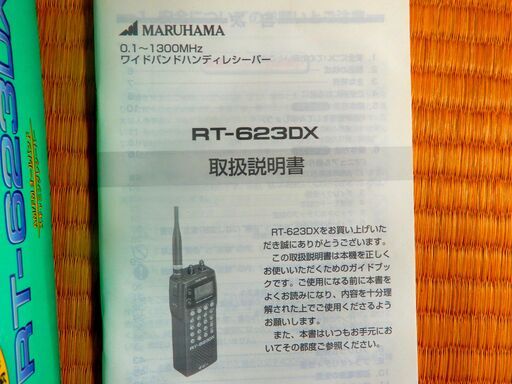 MARUHAMA
0.1～1300MHz
ワイドバンドハンディレシーバー
RT-623DX
取扱説明書
RT-623DXをお買い上げいた
だき誠にありがとうございます。
この取扱説明書は本機を正しく
お使いいただくためのガイドブッ
クです。ご使用になる前に本書を
よくお読みになり、内容を十分理
解された上でご使用くださるよう
お願いします。
また、本書はいつもお手元にお
いてその都度ご参照ください。
RT-623DX
RT-623DX